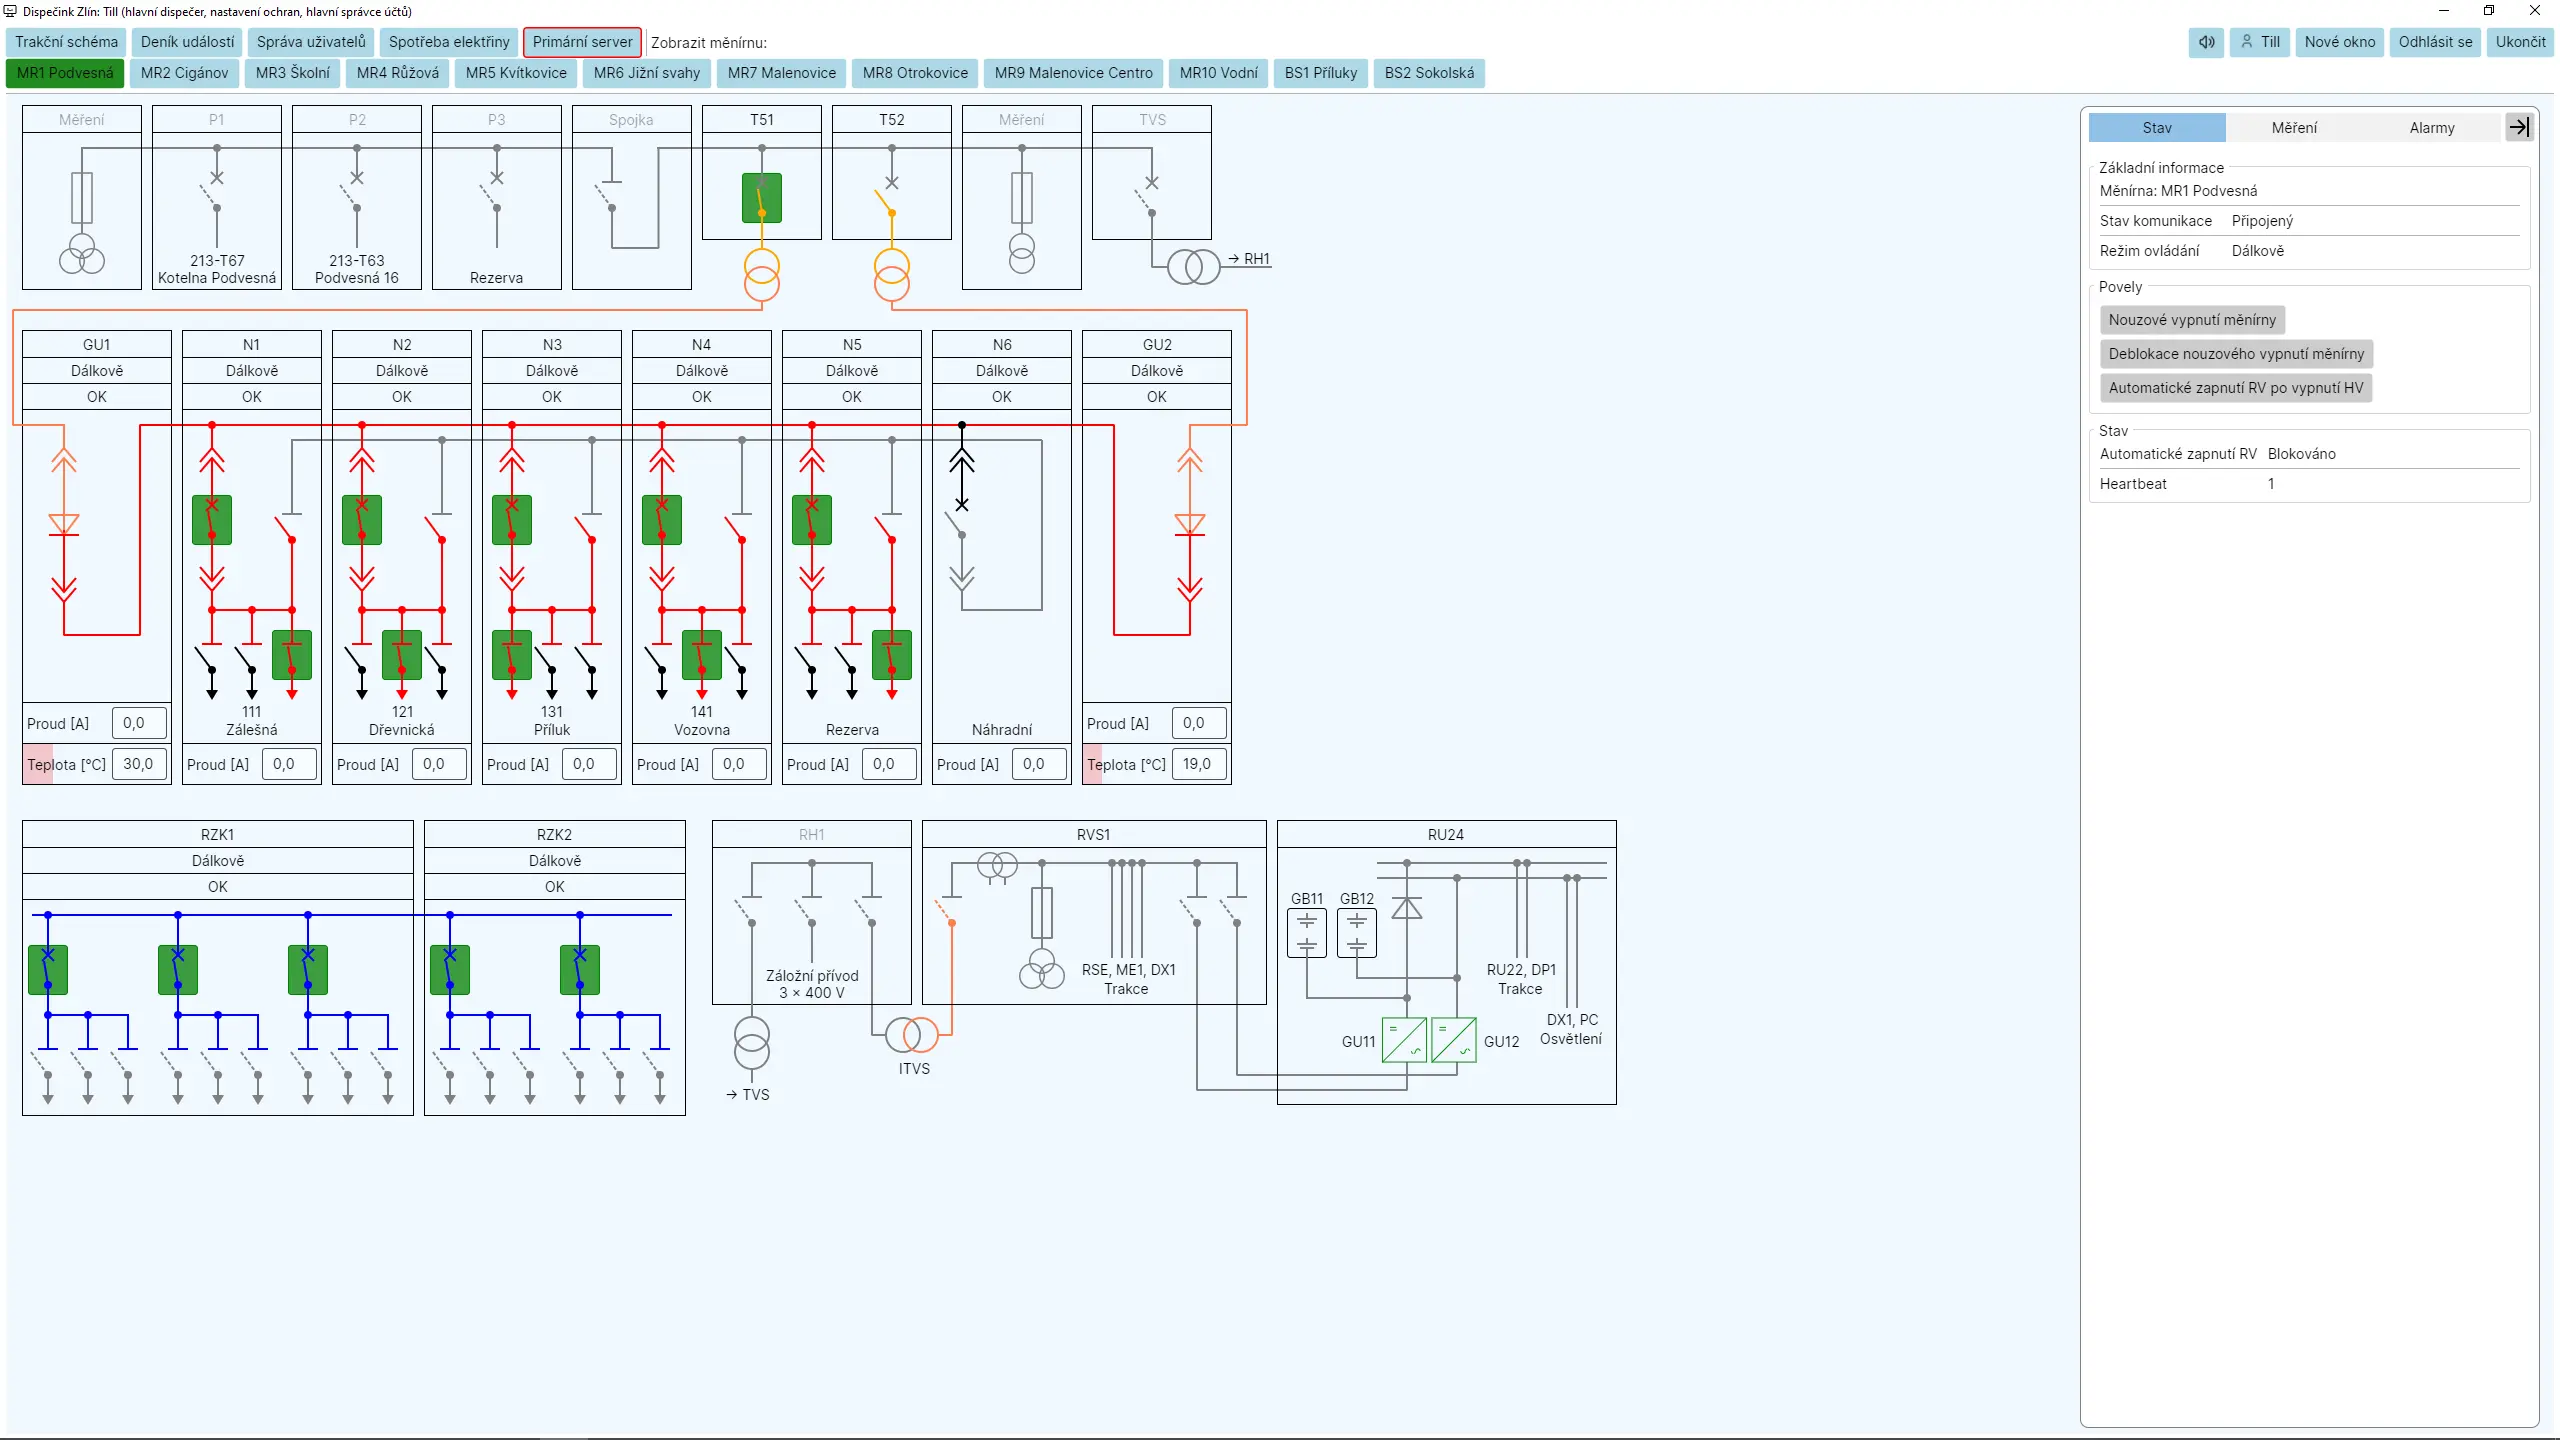 Dispečink Zlín: Till (hlavní dispečer, nastavení ochran, hlavní správce účtů)
Trakční schéma Deník událostí Správa uživatelů Spotřeba elektřiny Primární server Zobrazit měnírnu: Till Nové okno Odhlásit se Ukončit
MR1 Podvesná MR2 Cigánov MR3 Školní MR4 Růžová MR5 Kvítkovice MR6 Jižní svahy MR7 Malenovice MR8 Otrokovice MR9 Malenovice Centro MR10 Vodní BS1 Příluky BS2 Sokolská
Měření P1 P2 P3 Spojka T51 T52 Měření TVS
213-T67
Kotelna Podvesná
213-T63
Podvesná 16
Rezerva
→ RH1
GU1 N1 N2 N3 N4 N5 N6 GU2
Dálkově Dálkově Dálkově Dálkově Dálkově Dálkově Dálkově Dálkově
OK OK OK OK OK OK OK OK
111
Zálešná
121
Dřevnická
131
Příluk
141
Vozovna
Rezerva
Náhradní
Proud [A] 0,0
Teplota [°C] 30,0
Proud [A] 0,0
Proud [A] 0,0
Proud [A] 0,0
Proud [A] 0,0
Proud [A] 0,0
Proud [A] 0,0
Proud [A] 0,0
Teplota [°C] 19,0
RZK1 RZK2 RH1 RVS1 RU24
Dálkově Dálkově
OK OK
Záložní přívod
3 × 400 V
→ TVS
ITVS
RSE, ME1, DX1
Trakce
GB11 GB12
RU22, DP1
Trakce
DX1, PC
Osvětlení
GU11 GU12
Stav Měření Alarmy
Základní informace
Měnírna: MR1 Podvesná
Stav komunikace Připojený
Režim ovládání Dálkově
Povely
Nouzové vypnutí měnírny
Deblokace nouzového vypnutí měnírny
Automatické zapnutí RV po vypnutí HV
Stav
Automatické zapnutí RV Blokováno
Heartbeat 1